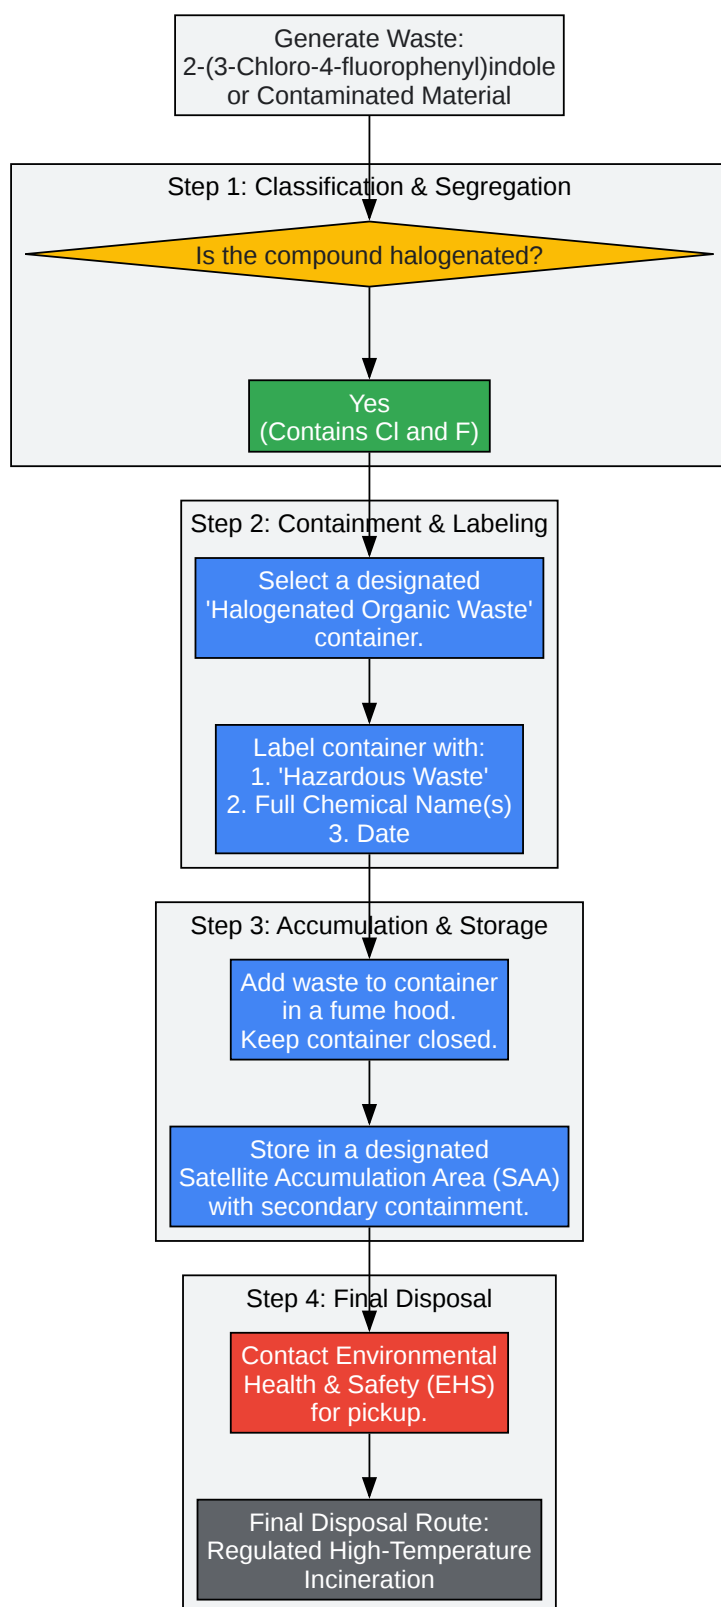 Generate Waste:
2-(3-Chloro-4-fluorophenyl)indole
or Contaminated Material
Step 1: Classification & Segregation
Is the compound halogenated?
Yes
(Contains Cl and F)
Step 2: Containment & Labeling
Select a designated
'Halogenated Organic Waste'
container.
Label container with:
1. 'Hazardous Waste'
2. Full Chemical Name(s)
3. Date
Step 3: Accumulation & Storage
Add waste to container
in a fume hood.
Keep container closed.
Store in a designated
Satellite Accumulation Area (SAA)
with secondary containment.
Step 4: Final Disposal
Contact Environmental
Health & Safety (EHS)
for pickup.
Final Disposal Route:
Regulated High-Temperature
Incineration